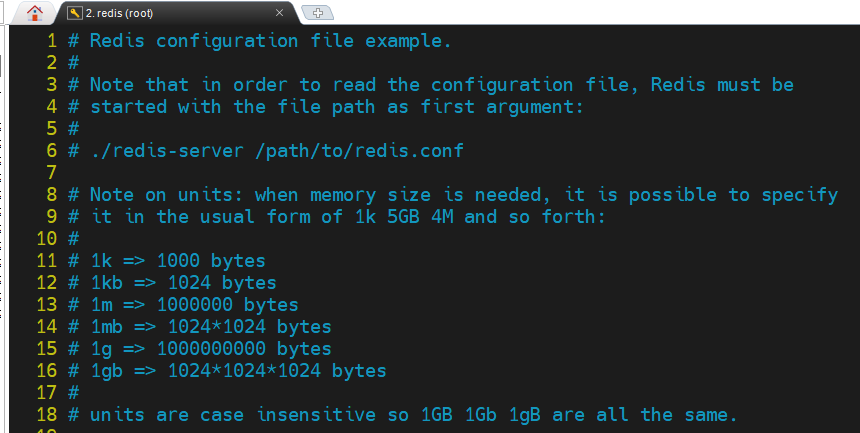 2. redis (root)
1 # Redis configuration file example.
2 #
3 # Note that in order to read the configuration file, Redis must be
4 # started with the file path as first argument:
5 #
6 # ./redis-server /path/to/redis.conf
7
8 # Note on units: when memory size is needed, it is possible to specify
9 # it in the usual form of 1k 5GB 4M and so forth:
10 #
11 # 1k => 1000 bytes
12 # 1kb => 1024 bytes
13 # 1m => 1000000 bytes
14 # 1mb => 1024*1024 bytes
15 # 1g => 1000000000 bytes
16 # 1gb => 1024*1024*1024 bytes
17 #
18 # units are case insensitive so 1GB 1Gb 1gB are all the same.